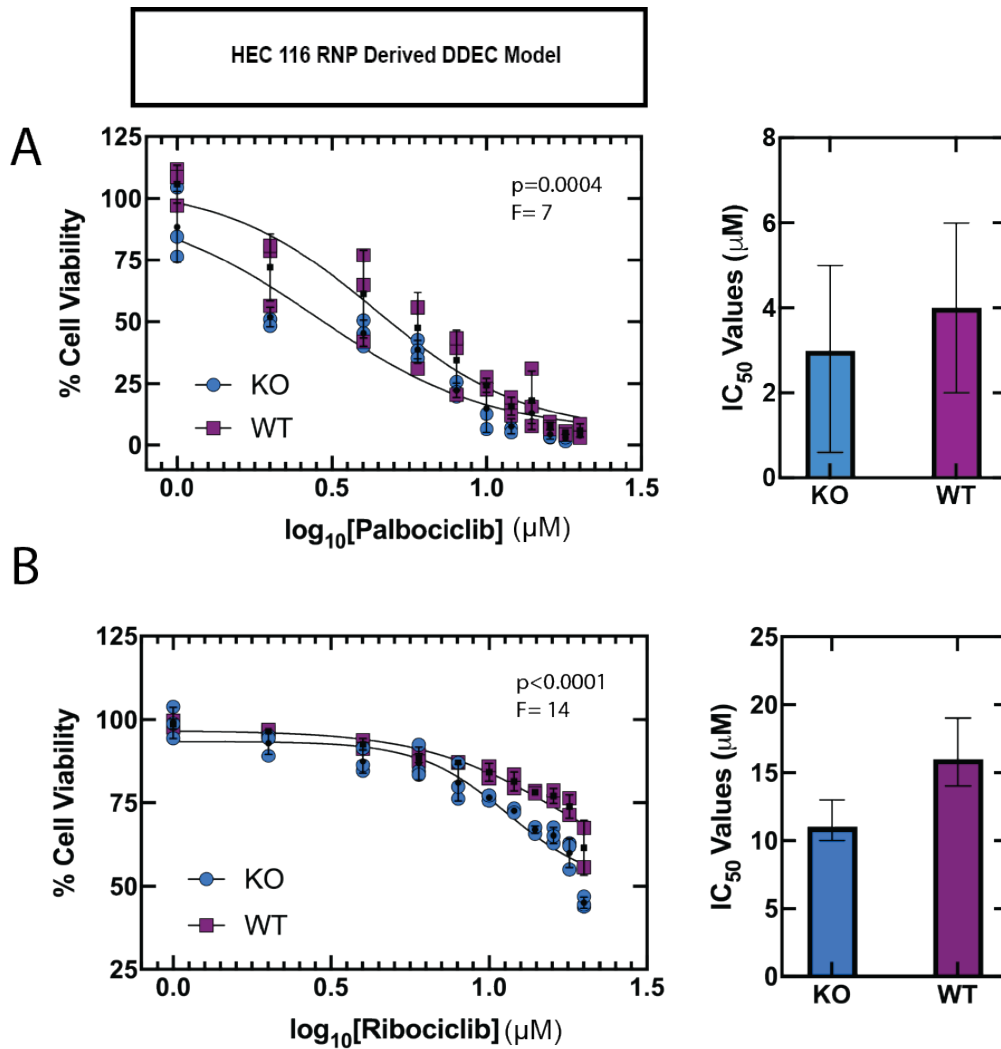 HEC 116 RNP Derived DDEC Model
A
125
100
75
50
25
0
% Cell Viability
p=0.0004
F= 7
KO
WT
0.0
0.5
1.0
1.5
log10[Palbociclib] (µM)
8
6
4
2
0
IC50 Values (µM)
KO
WT
B
125
100
75
50
25
% Cell Viability
p<0.0001
F= 14
KO
WT
0.0
0.5
1.0
1.5
log10[Ribociclib] (µM)
25
20
15
10
5
0
IC50 Values (µM)
KO
WT